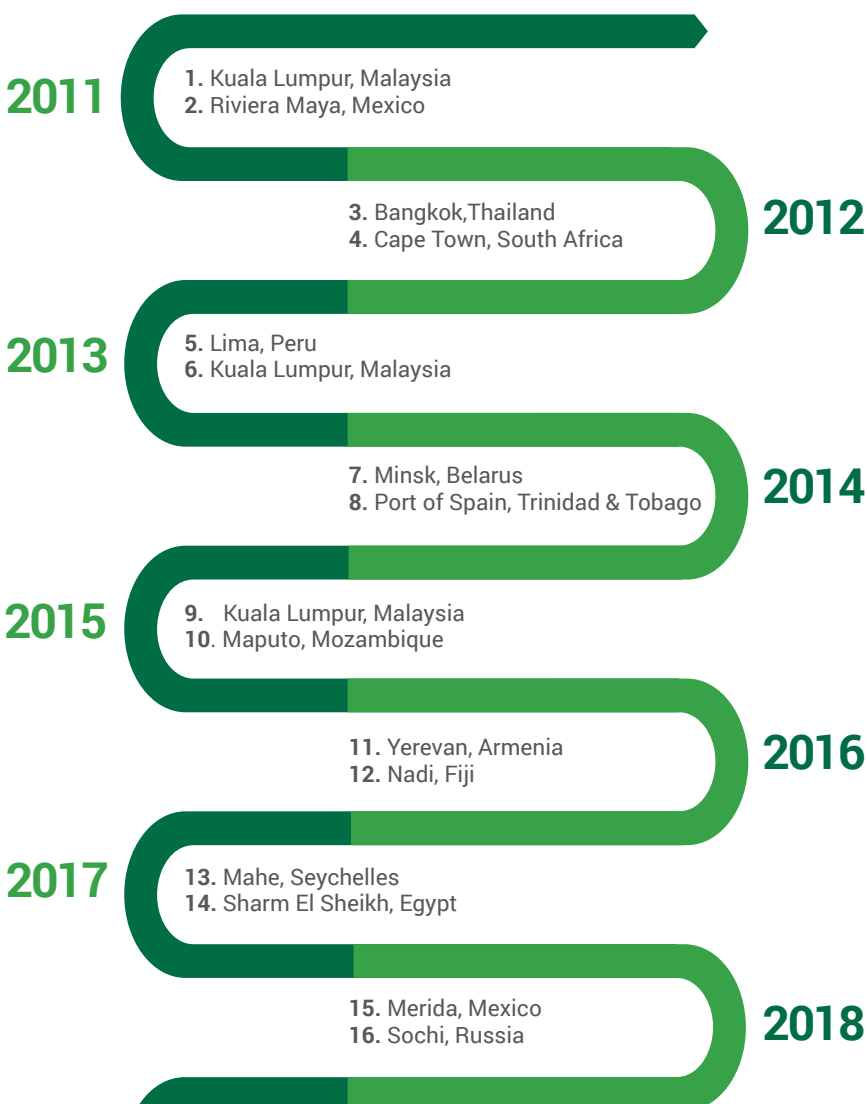 2011
1. Kuala Lumpur, Malaysia
2. Riviera Maya, Mexico
2012
3. Bangkok,Thailand
4. Cape Town, South Africa
2013
5. Lima, Peru
6. Kuala Lumpur, Malaysia
2014
7. Minsk, Belarus
8. Port of Spain, Trinidad & Tobago
2015
9. Kuala Lumpur, Malaysia
10. Maputo, Mozambique
2016
11. Yerevan, Armenia
12. Nadi, Fiji
2017
13. Mahe, Seychelles
14. Sharm El Sheikh, Egypt
2018
15. Merida, Mexico
16. Sochi, Russia